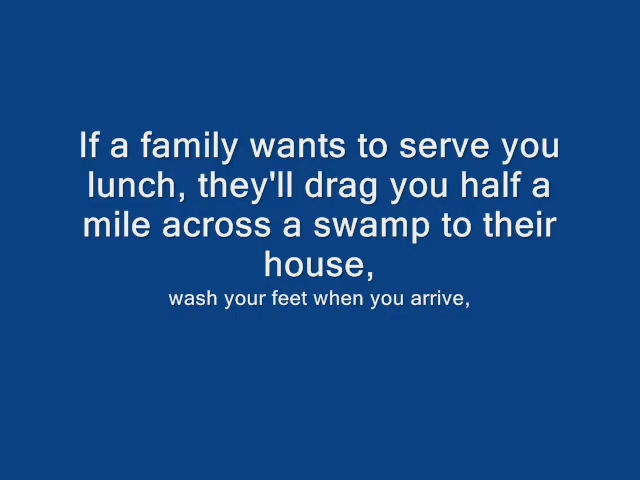 If a family wants to serve you
lunch, they'll drag you half a
mile across a swamp to their
house,
wash your feet when you arrive,